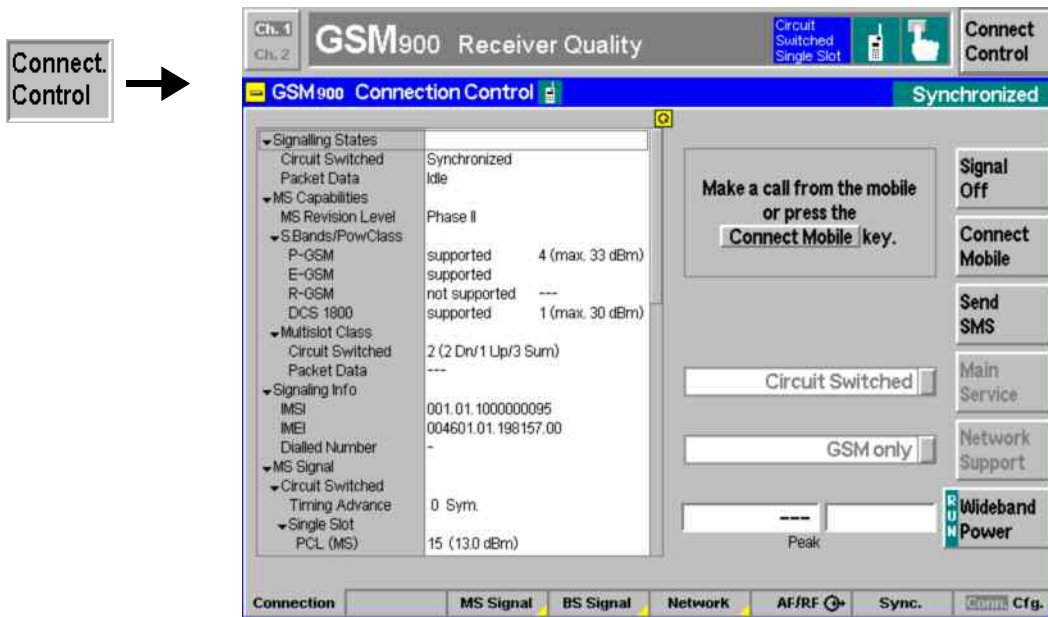 Connect.
Control
Ch. 1
Ch. 2
GSM900 Receiver Quality
Circuit
Switched
Single Slot
Connect
Control
GSM 900 Connection Control
Synchronized
Signalling States
Circuit Switched Synchronized
Packet Data Idle
MS Capabilities
MS Revision Level Phase II
S.Bands/PowClass
P-GSM supported 4 (max. 33 dBm)
E-GSM supported
R-GSM not supported ---
DCS 1800 supported 1 (max. 30 dBm)
Multislot Class
Circuit Switched 2 (2 Dn/1 Up/3 Sum)
Packet Data ---
Signaling Info
IMSI 001.01.1000000095
IMEI 004601.01.198157.00
Dialled Number -
MS Signal
Circuit Switched
Timing Advance 0 Sym.
Single Slot
PCL (MS) 15 (13.0 dBm)
Make a call from the mobile
or press the
Connect Mobile key.
Circuit Switched
GSM only
---
Peak
Signal
Off
Connect
Mobile
Send
SMS
Main
Service
Network
Support
RUN
Wideband
Power
Connection MS Signal BS Signal Network AF/RF Sync. Conn. Cfg.